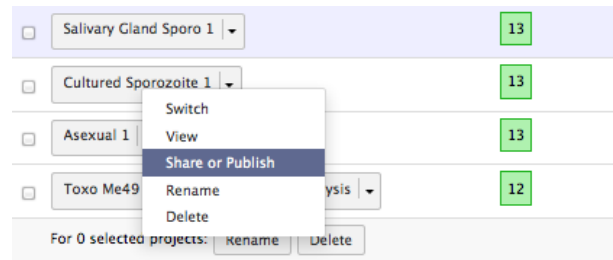 Salivary Gland Sporo 1 13
Cultured Sporozoite 1 13
Switch
Asexual 1 View 13
Share or Publish
Toxo Me49 Rename ysis 12
Delete
For 0 selected projects: Rename Delete